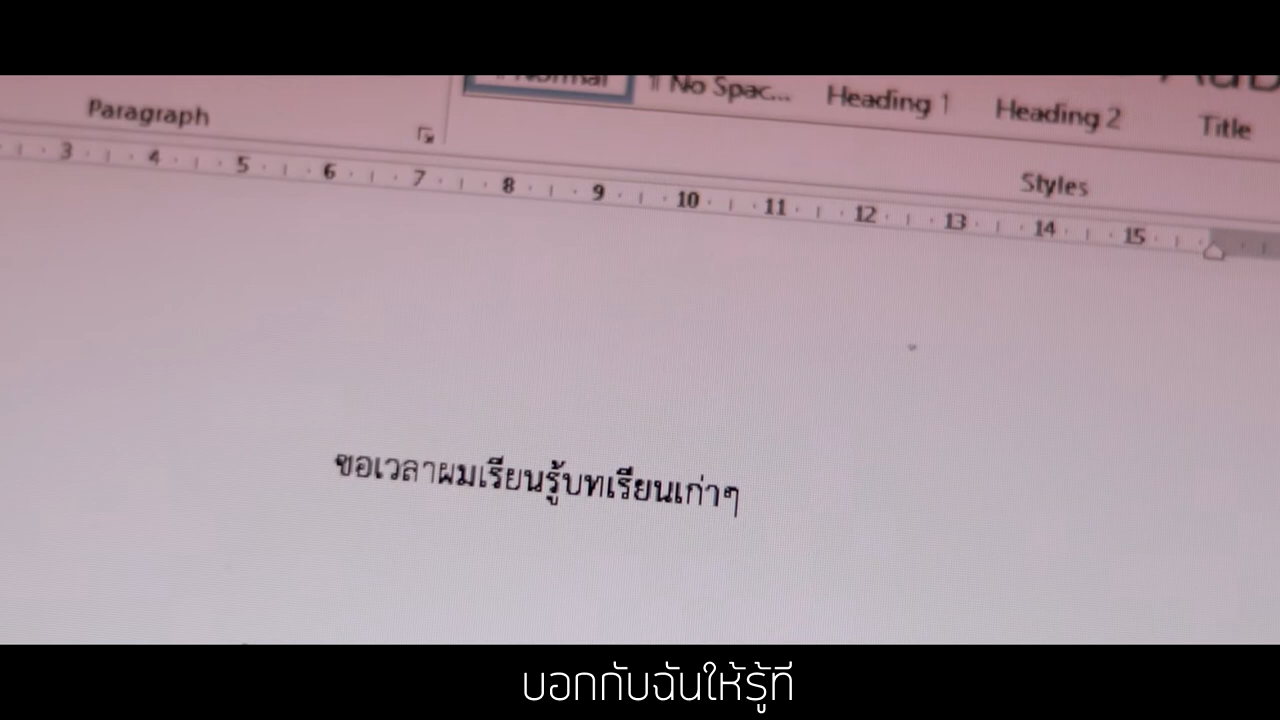 Normal ¶ No Spac... Heading 1 Heading 2 Title
Paragraph Styles
3 4 5 6 7 8 9 10 11 12 13 14 15
ขอเวลาผมเรียนรู้บทเรียนเก่าๆ
บอกกับฉันให้รู้ที